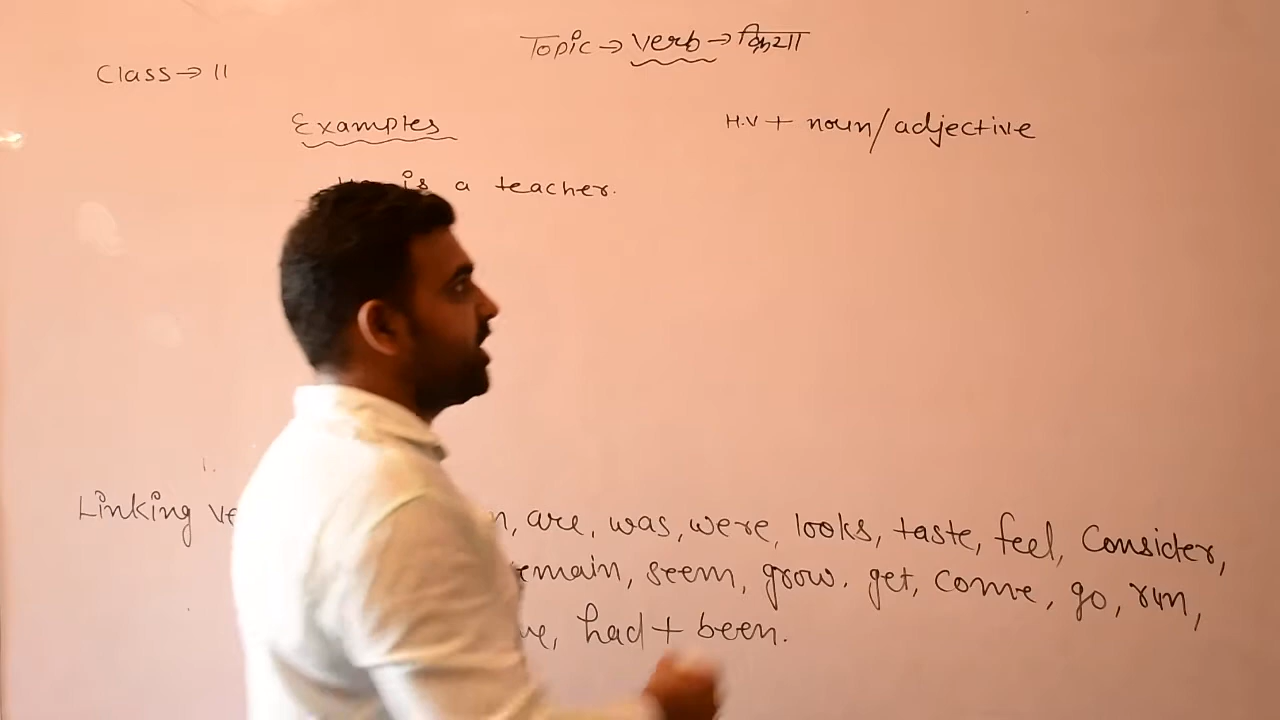 Topic → verb → क्रिया
Class → 11
Examples
H.V + noun/adjective
is a teacher.
Linking are, was, were, looks, taste, feel, Consider,
remain, seem, grow. get, come, go, run,
had + been.